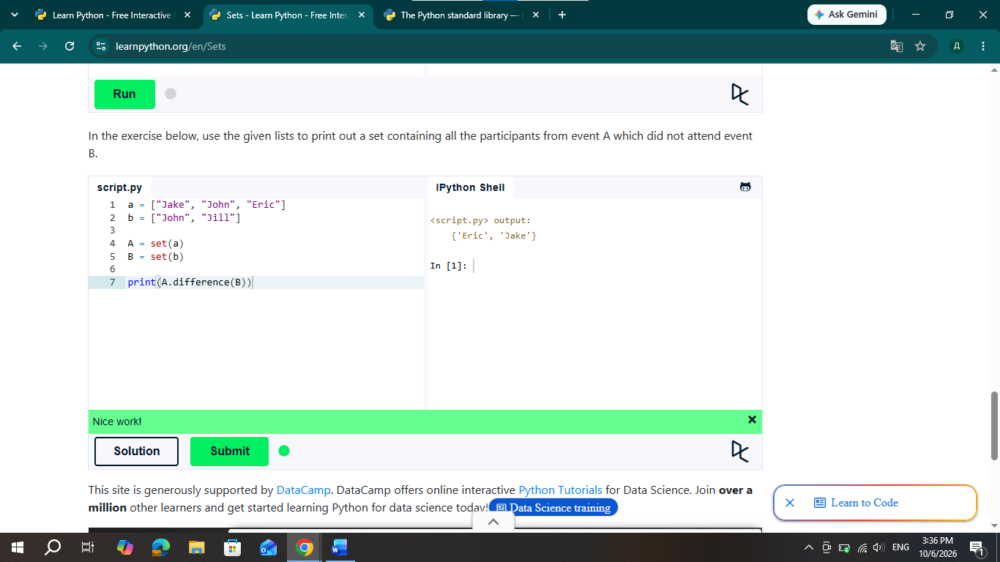 Learn Python - Free Interactive
Sets - Learn Python - Free Inter
The Python standard library —
Ask Gemini
learnpython.org/en/Sets
Д
Run
In the exercise below, use the given lists to print out a set containing all the participants from event A which did not attend event
B.
script.py
IPython Shell
1 a = ["Jake", "John", "Eric"]
2 b = ["John", "Jill"]
3
4 A = set(a)
5 B = set(b)
6
7 print(A.difference(B))
<script.py> output:
{'Eric', 'Jake'}
In [1]:
Nice work!
Solution
Submit
This site is generously supported by DataCamp. DataCamp offers online interactive Python Tutorials for Data Science. Join over a
million other learners and get started learning Python for data science today!
Data Science training
Learn to Code
ENG
3:36 PM
10/6/2026
1